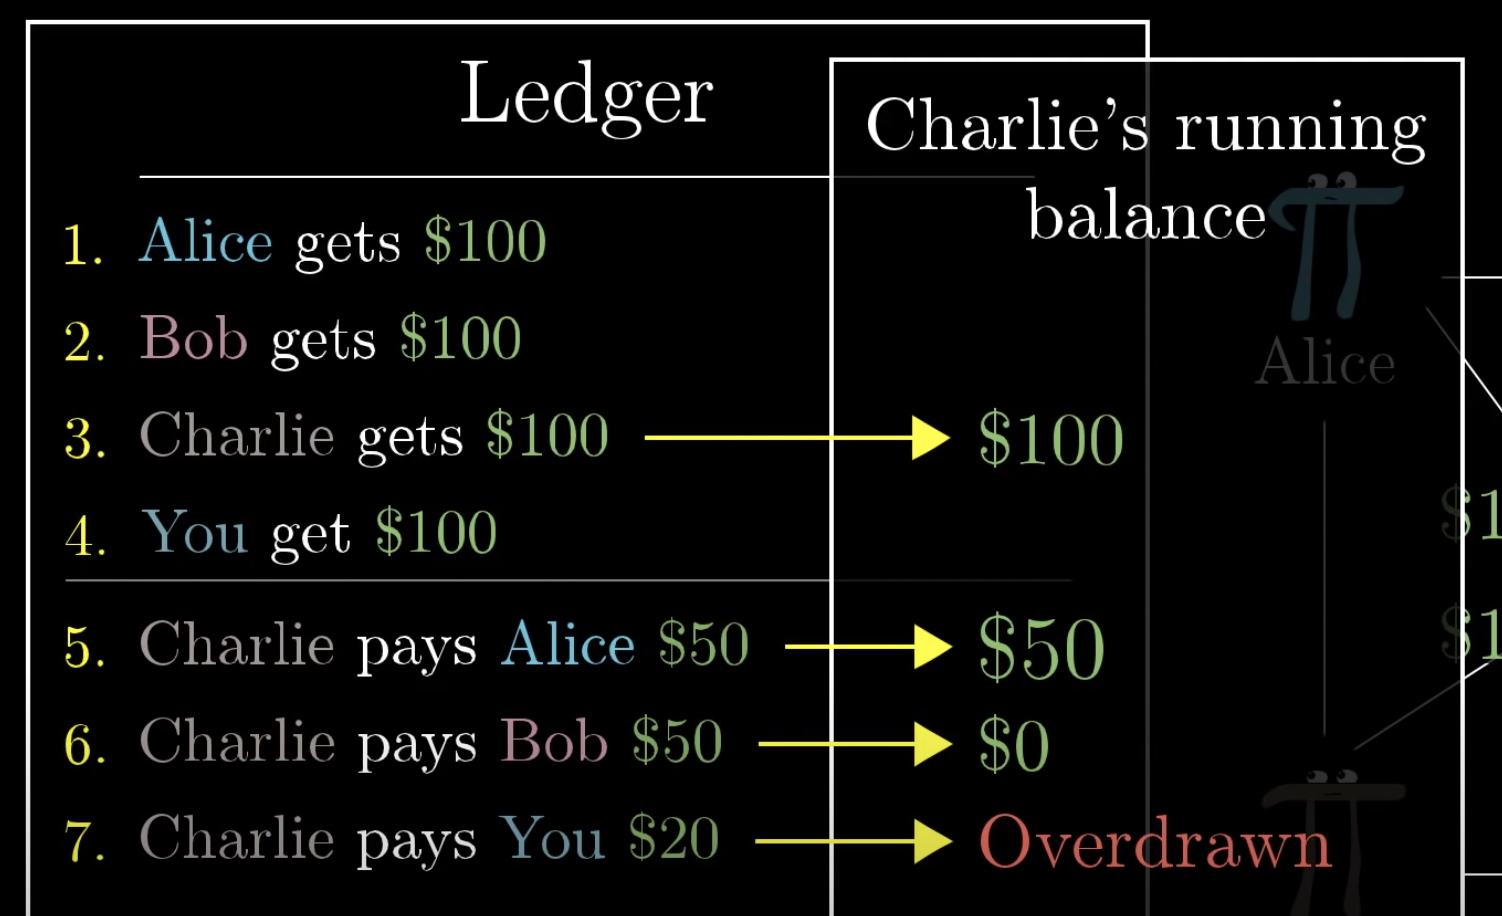 Ledger
Charlie's running
balance
1. Alice gets $100
2. Bob gets $100
3. Charlie gets $100
$100
4. You get $100
5. Charlie pays Alice $50
$50
6. Charlie pays Bob $50
$0
7. Charlie pays You $20
Overdrawn
Alice